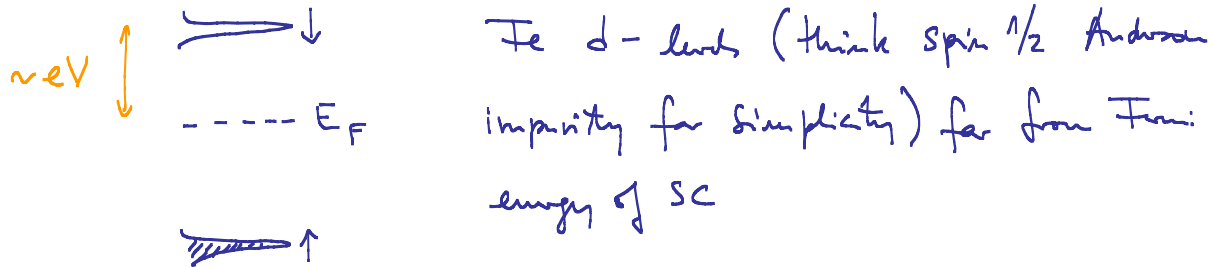 Fe d-levels (think spin 1/2 Anderson
~eV
E_F impurity for simplicity) far from Fermi
energy of SC